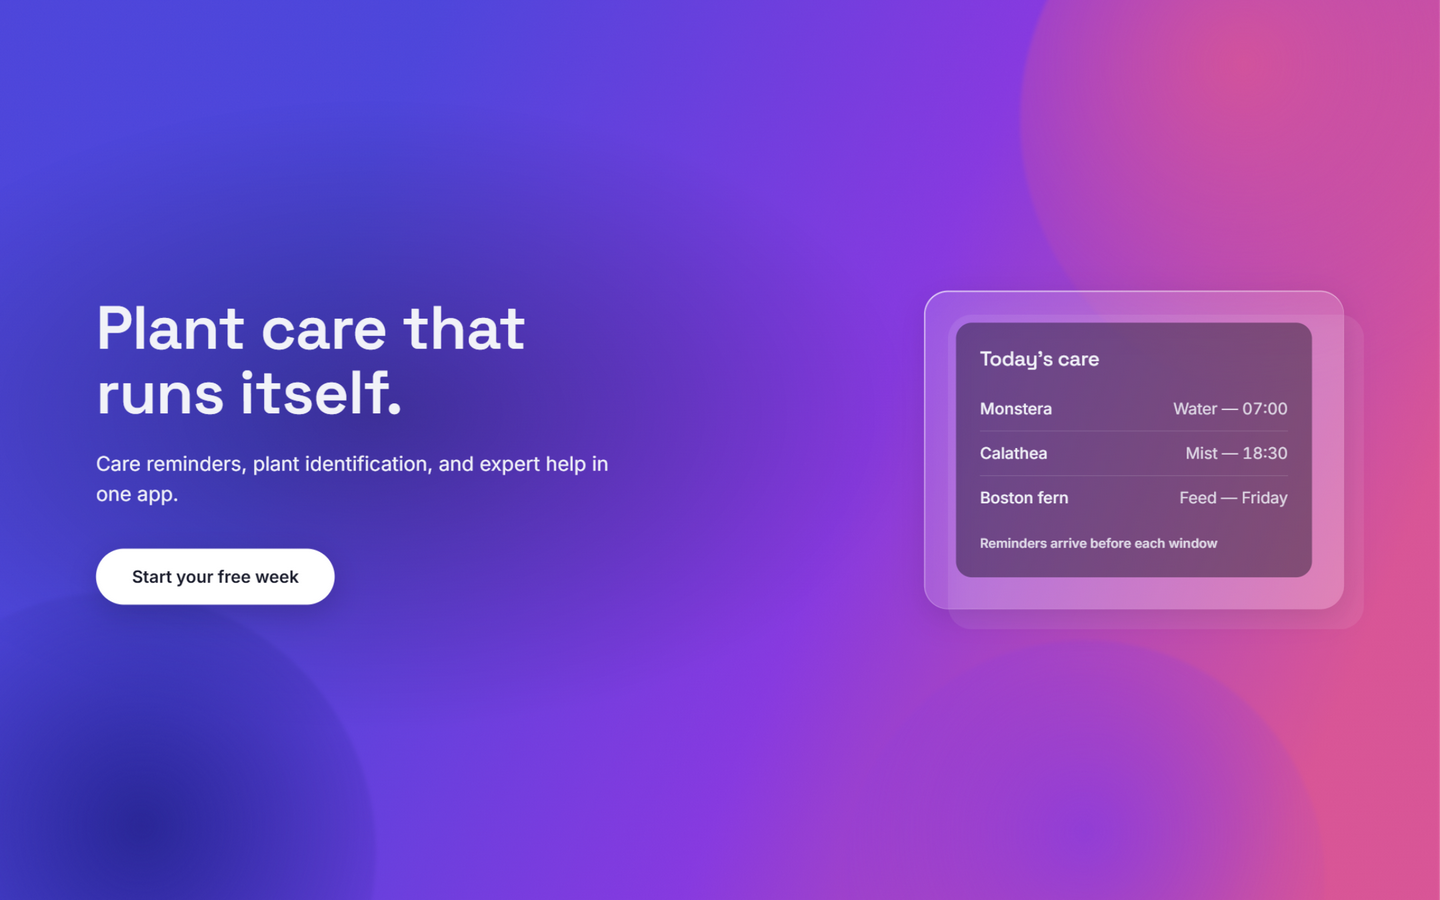 Plant care that
runs itself.
Care reminders, plant identification, and expert help in
one app.
Start your free week
Today’s care
Monstera Water — 07:00
Calathea Mist — 18:30
Boston fern Feed — Friday
Reminders arrive before each window